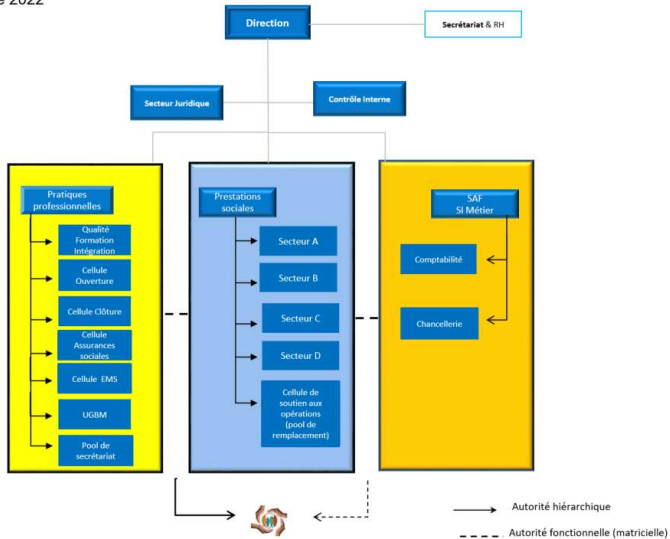 2022
Direction
Secrétariat & RH
Secteur Juridique
Contrôle Interne
Pratiques
professionnelles
Qualité
Formation
Intégration
Cellule
Ouverture
Cellule Clôture
Cellule
Assurances
sociales
Cellule EMS
UGBM
Pool de
secrétariat
Prestations
sociales
Secteur A
Secteur B
Secteur C
Secteur D
Cellule de
soutien aux
opérations
(pool de
remplacement)
SAF
SI Métier
Comptabilité
Chancellerie
Autorité hiérarchique
Autorité fonctionnelle (matricielle)